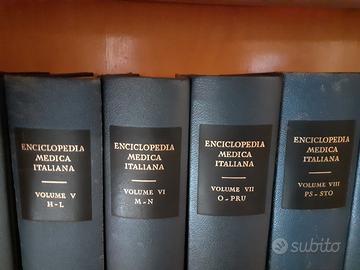 ENCICLOPEDIA
MEDICA
ITALIANA
VOLUME V
H-L
ENCICLOPEDIA
MEDICA
ITALIANA
VOLUME VI
M-N
ENCICLOPEDIA
MEDICA
ITALIANA
VOLUME VII
O-PRU
ENCICLOPEDIA
MEDICA
ITALIANA
VOLUME VIII
PS-STO
subito